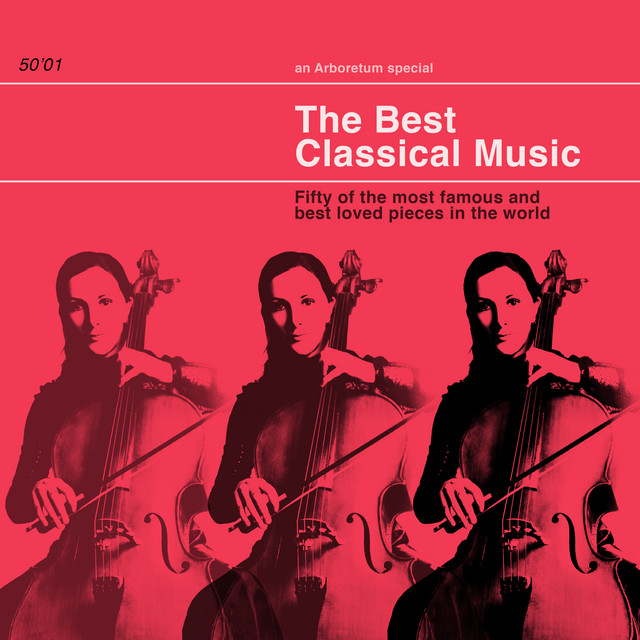 50’01
an Arboretum special
The Best
Classical Music
Fifty of the most famous and
best loved pieces in the world